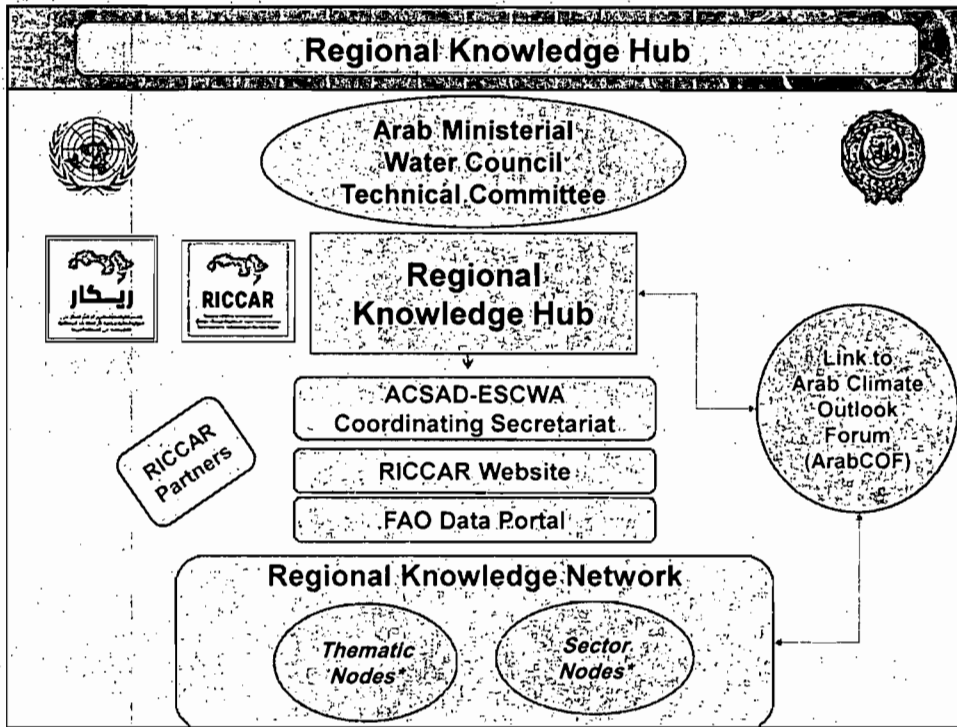 Regional Knowledge Hub
Arab Ministerial
Water Council
Technical Committee
ريكار
RICCAR
Regional
Knowledge Hub
Link to
Arab Climate
Outlook
Forum
(ArabCOF)
ACSAD-ESCWA
Coordinating Secretariat
RICCAR
Partners
RICCAR Website
FAO Data Portal
Regional Knowledge Network
Thematic
Nodes*
Sector
Nodes*